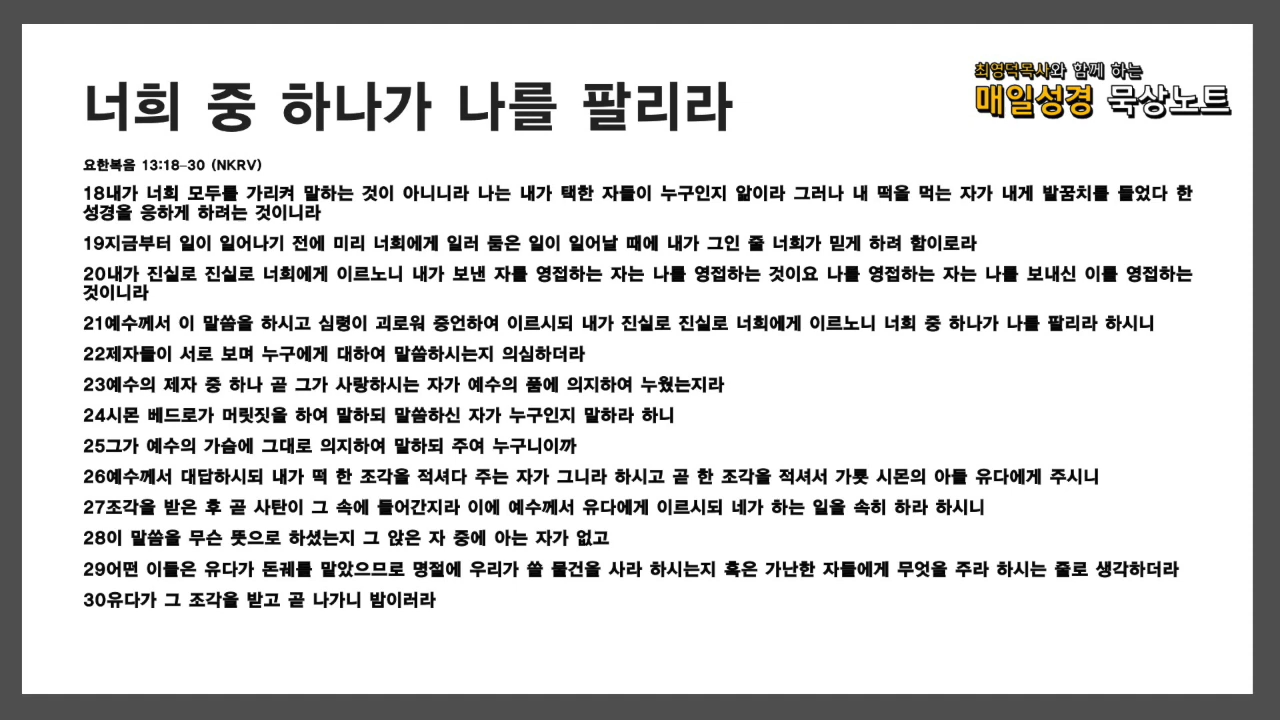 최영덕목사와 함께 하는
매일성경 묵상노트
너희 중 하나가 나를 팔리라
요한복음 13:18-30 (NKRV)
18내가 너희 모두를 가리켜 말하는 것이 아니니라 나는 내가 택한 자들이 누구인지 앎이라 그러나 내 떡을 먹는 자가 내게 발꿈치를 들었다 한
성경을 응하게 하려는 것이니라
19지금부터 일이 일어나기 전에 미리 너희에게 일러 둠은 일이 일어날 때에 내가 그인 줄 너희가 믿게 하려 함이로라
20내가 진실로 진실로 너희에게 이르노니 내가 보낸 자를 영접하는 자는 나를 영접하는 것이요 나를 영접하는 자는 나를 보내신 이를 영접하는
것이니라
21예수께서 이 말씀을 하시고 심령이 괴로워 증언하여 이르시되 내가 진실로 진실로 너희에게 이르노니 너희 중 하나가 나를 팔리라 하시니
22제자들이 서로 보며 누구에게 대하여 말씀하시는지 의심하더라
23예수의 제자 중 하나 곧 그가 사랑하시는 자가 예수의 품에 의지하여 누웠는지라
24시몬 베드로가 머릿짓을 하여 말하되 말씀하신 자가 누구인지 말하라 하니
25그가 예수의 가슴에 그대로 의지하여 말하되 주여 누구니이까
26예수께서 대답하시되 내가 떡 한 조각을 적셔다 주는 자가 그니라 하시고 곧 한 조각을 적셔서 가룟 시몬의 아들 유다에게 주시니
27조각을 받은 후 곧 사탄이 그 속에 들어간지라 이에 예수께서 유다에게 이르시되 네가 하는 일을 속히 하라 하시니
28이 말씀을 무슨 뜻으로 하셨는지 그 앉은 자 중에 아는 자가 없고
29어떤 이들은 유다가 돈궤를 맡았으므로 명절에 우리가 쓸 물건을 사라 하시는지 혹은 가난한 자들에게 무엇을 주라 하시는 줄로 생각하더라
30유다가 그 조각을 받고 곧 나가니 밤이러라